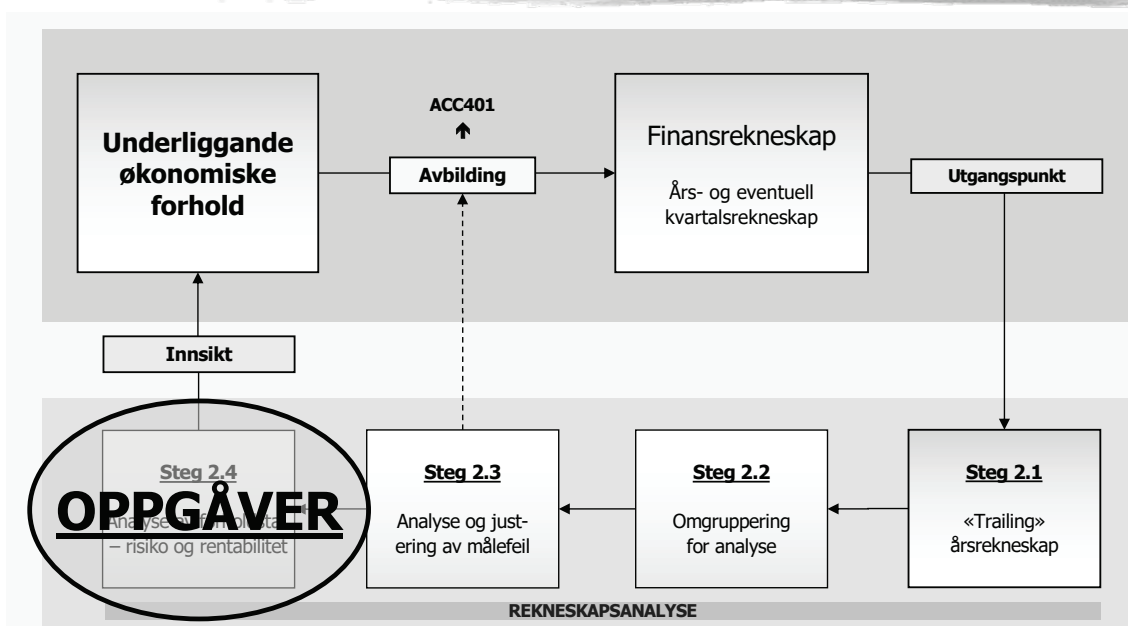 ACC401
Underliggande
økonomiske
forhold
Avbilding
Finansrekneskap
Års- og eventuell
kvartalsrekneskap
Utgangspunkt
Innsikt
Steg 2.4
OPPGÅVER
Analyse av
– risiko og rentabilitet
Steg 2.3
Analyse og just-
ering av målefeil
Steg 2.2
Omgruppering
for analyse
Steg 2.1
«Trailing»
årsrekneskap
REKNESKAPSANALYSE